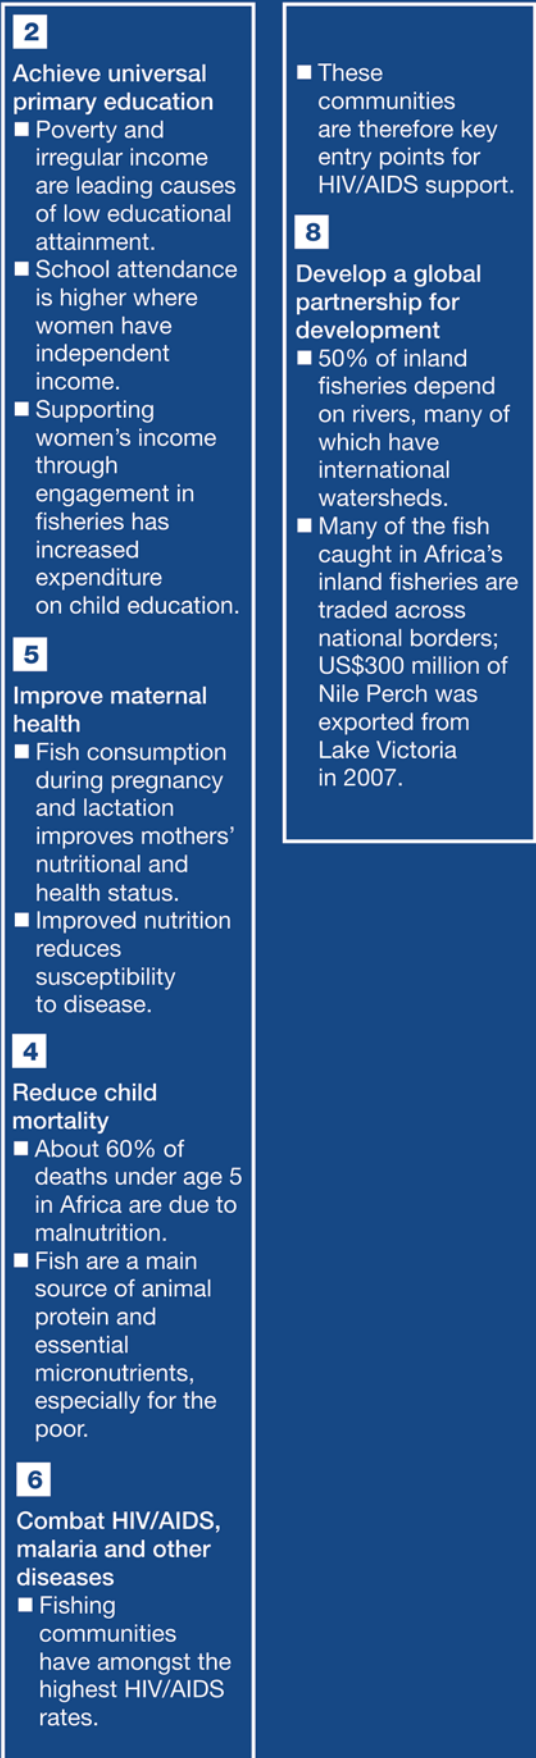 2
Achieve universal
primary education
■ Poverty and
irregular income
are leading causes
of low educational
attainment.
■ School attendance
is higher where
women have
independent
income.
■ Supporting
women's income
through
engagement in
fisheries has
increased
expenditure
on child education.
5
Improve maternal
health
■ Fish consumption
during pregnancy
and lactation
improves mothers'
nutritional and
health status.
■ Improved nutrition
reduces
susceptibility
to disease.
4
Reduce child
mortality
■ About 60% of
deaths under age 5
in Africa are due to
malnutrition.
■ Fish are a main
source of animal
protein and
essential
micronutrients,
especially for the
poor.
6
Combat HIV/AIDS,
malaria and other
diseases
■ Fishing
communities
have amongst the
highest HIV/AIDS
rates.
■ These
communities
are therefore key
entry points for
HIV/AIDS support.
8
Develop a global
partnership for
development
■ 50% of inland
fisheries depend
on rivers, many of
which have
international
watersheds.
■ Many of the fish
caught in Africa's
inland fisheries are
traded across
national borders;
US$300 million of
Nile Perch was
exported from
Lake Victoria
in 2007.